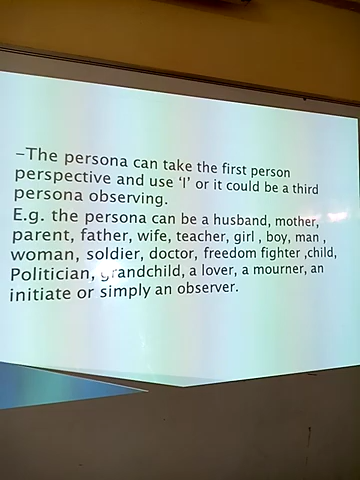 -The persona can take the first person
perspective and use 'I' or it could be a third
persona observing.
E.g. the persona can be a husband, mother,
parent, father, wife, teacher, girl , boy, man ,
woman, soldier, doctor, freedom fighter ,child,
Politician, grandchild, a lover, a mourner, an
initiate or simply an observer.